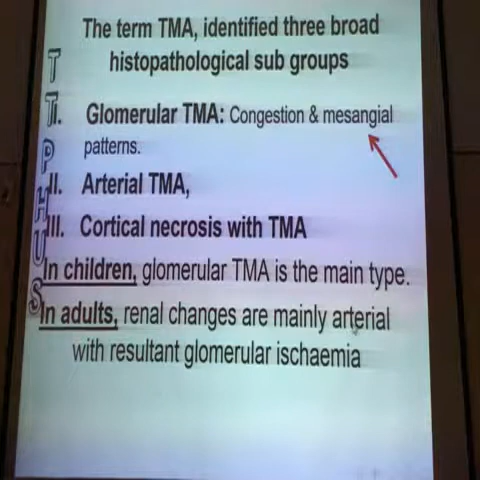 The term TMA, identified three broad
histopathological sub groups
I. Glomerular TMA: Congestion & mesangial
patterns.
II. Arterial TMA,
III. Cortical necrosis with TMA
In children, glomerular TMA is the main type.
In adults, renal changes are mainly arterial
with resultant glomerular ischaemia
TTP HUS